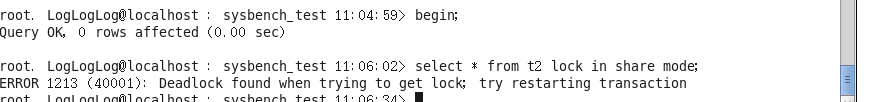 root. LogLogLog@localhost : sysbench_test 11:04:59> begin;
Query OK, 0 rows affected (0.00 sec)
root. LogLogLog@localhost : sysbench_test 11:06:02> select * from t2 lock in share mode;
ERROR 1213 (40001): Deadlock found when trying to get lock; try restarting transaction
root. LogLogLog@localhost : sysbench_test 11:06:34>